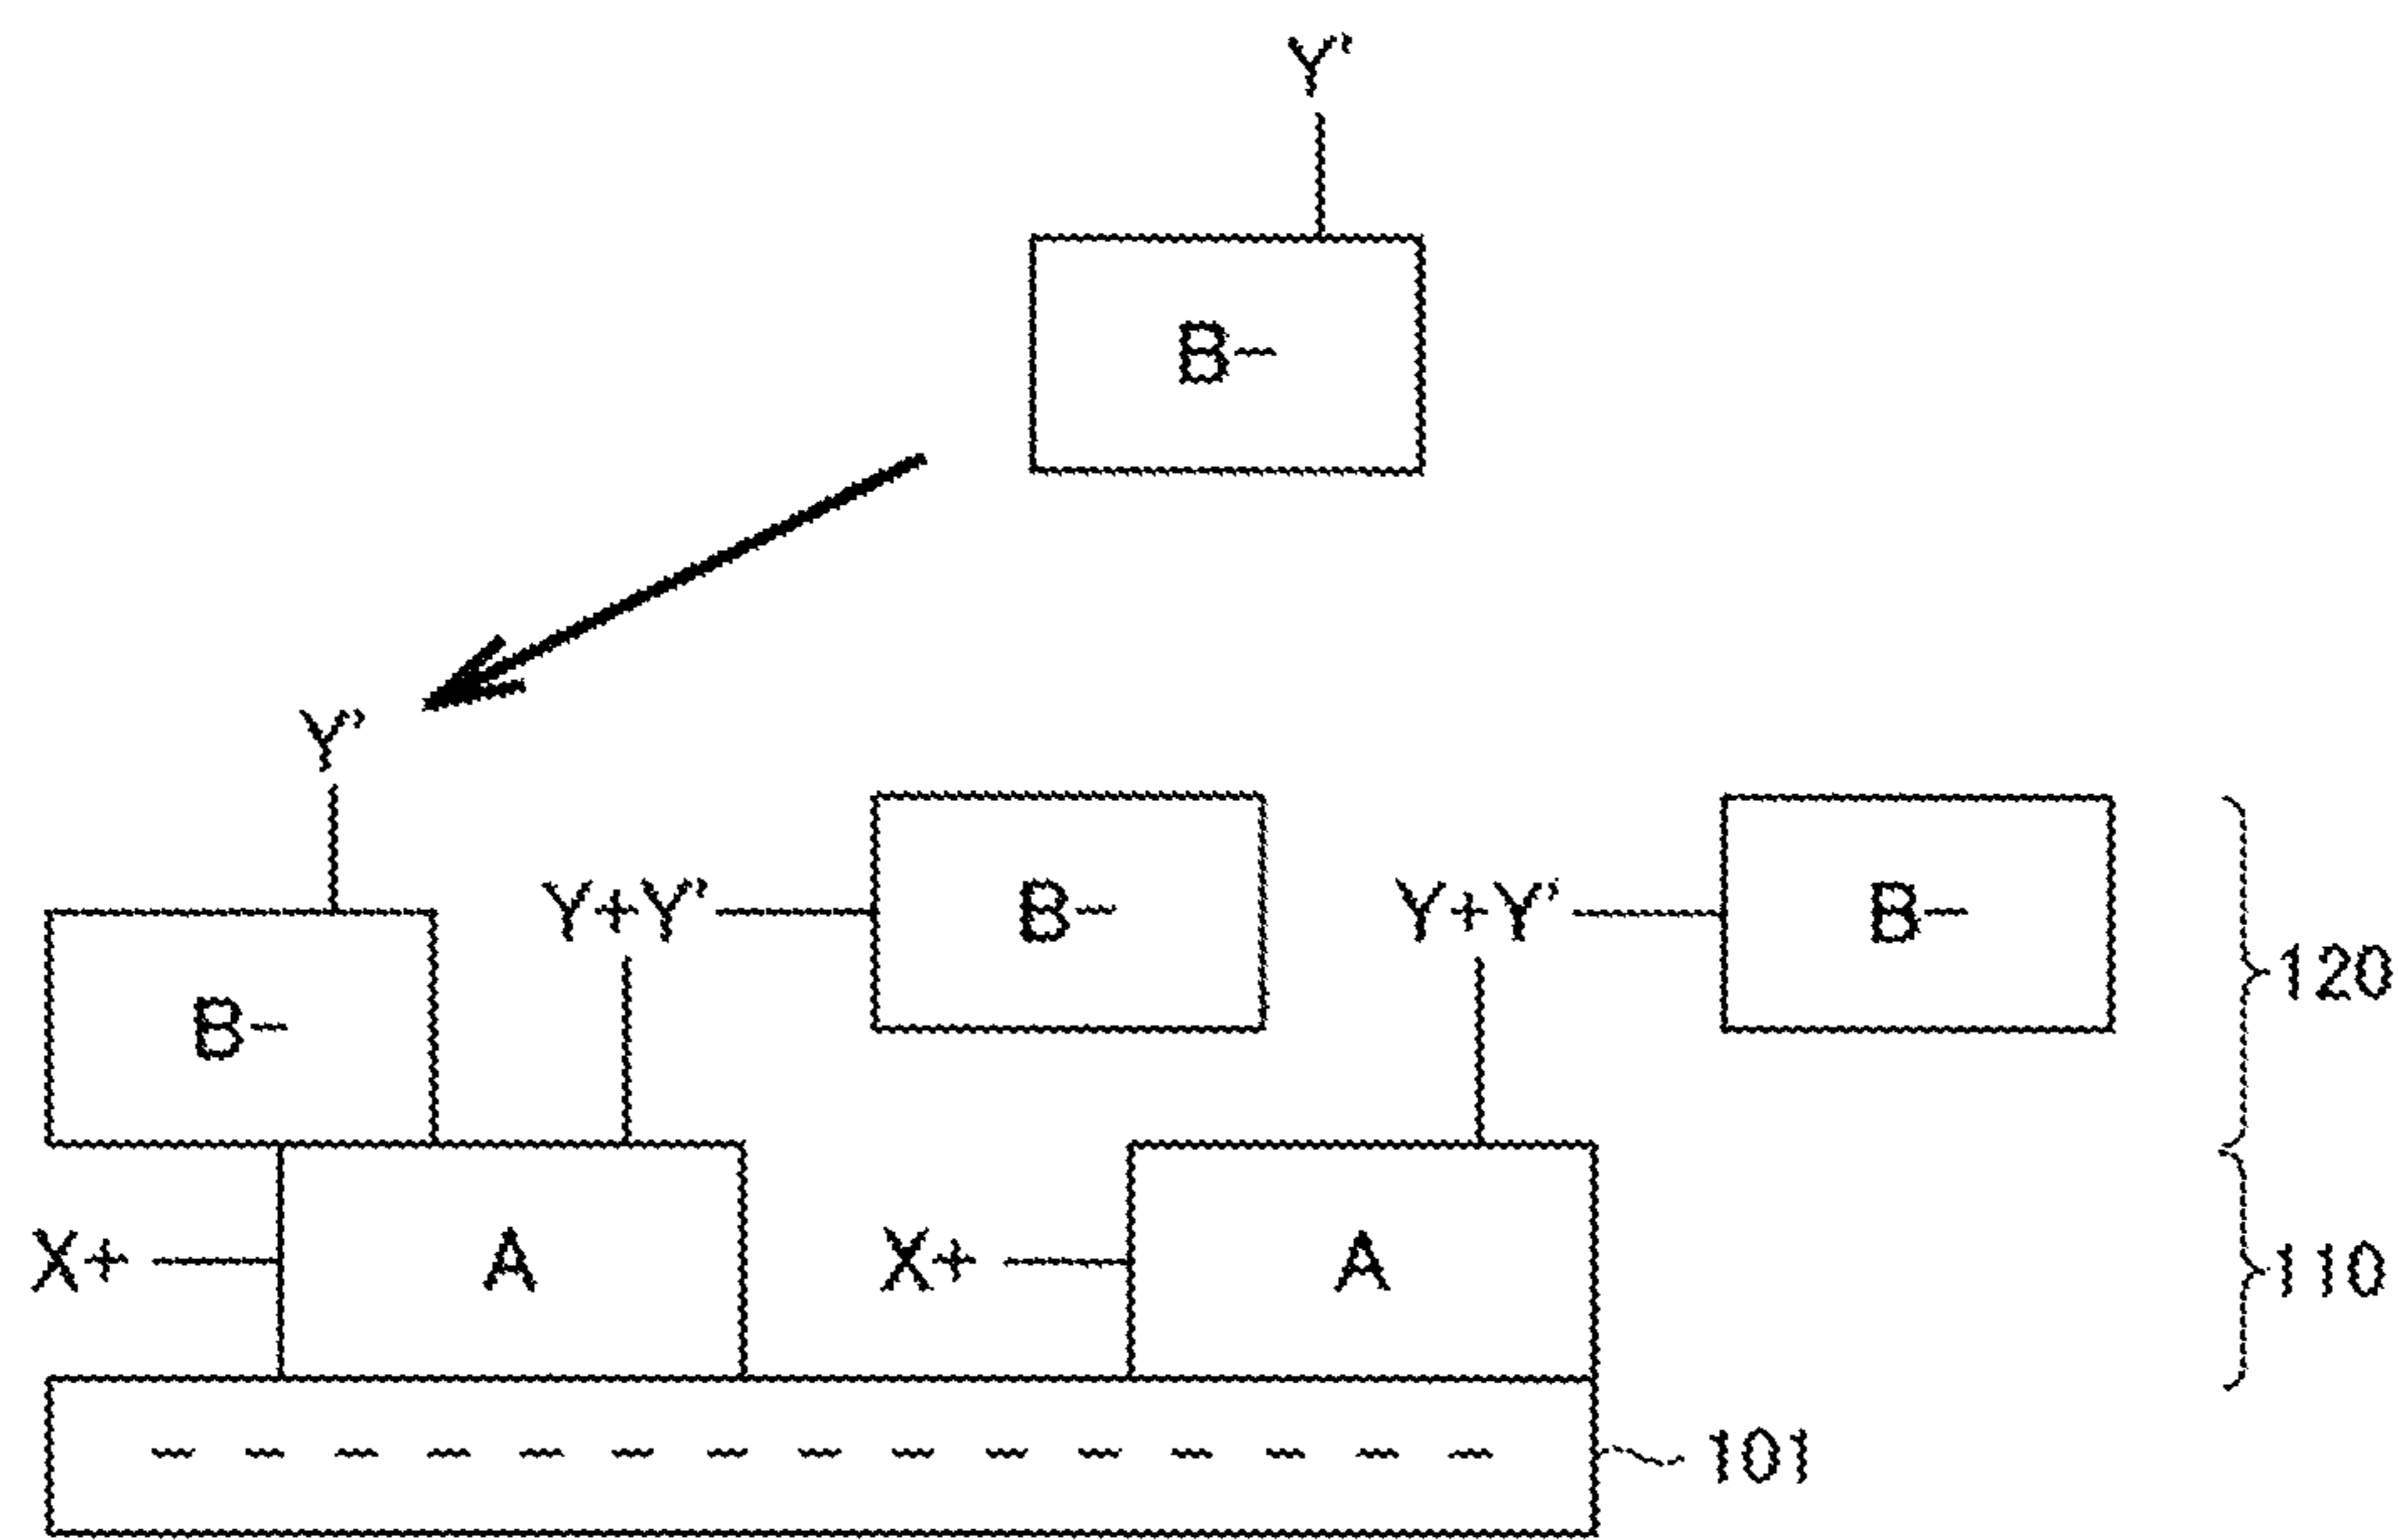 Y'
B-
Y'
Y+Y' B- Y+Y' B-
120
B-
X+ A X+ A 110
- - - - - - - - - - - - - - - 101